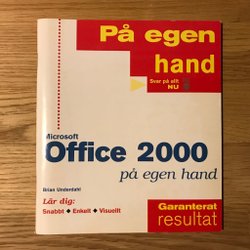 På egen
hand
Svar på allt
NU
Microsoft
Office 2000
på egen hand
Brian Underdahl
Lär dig:
Snabbt ◆ Enkelt ◆ Visuellt
Garanterat
resultat